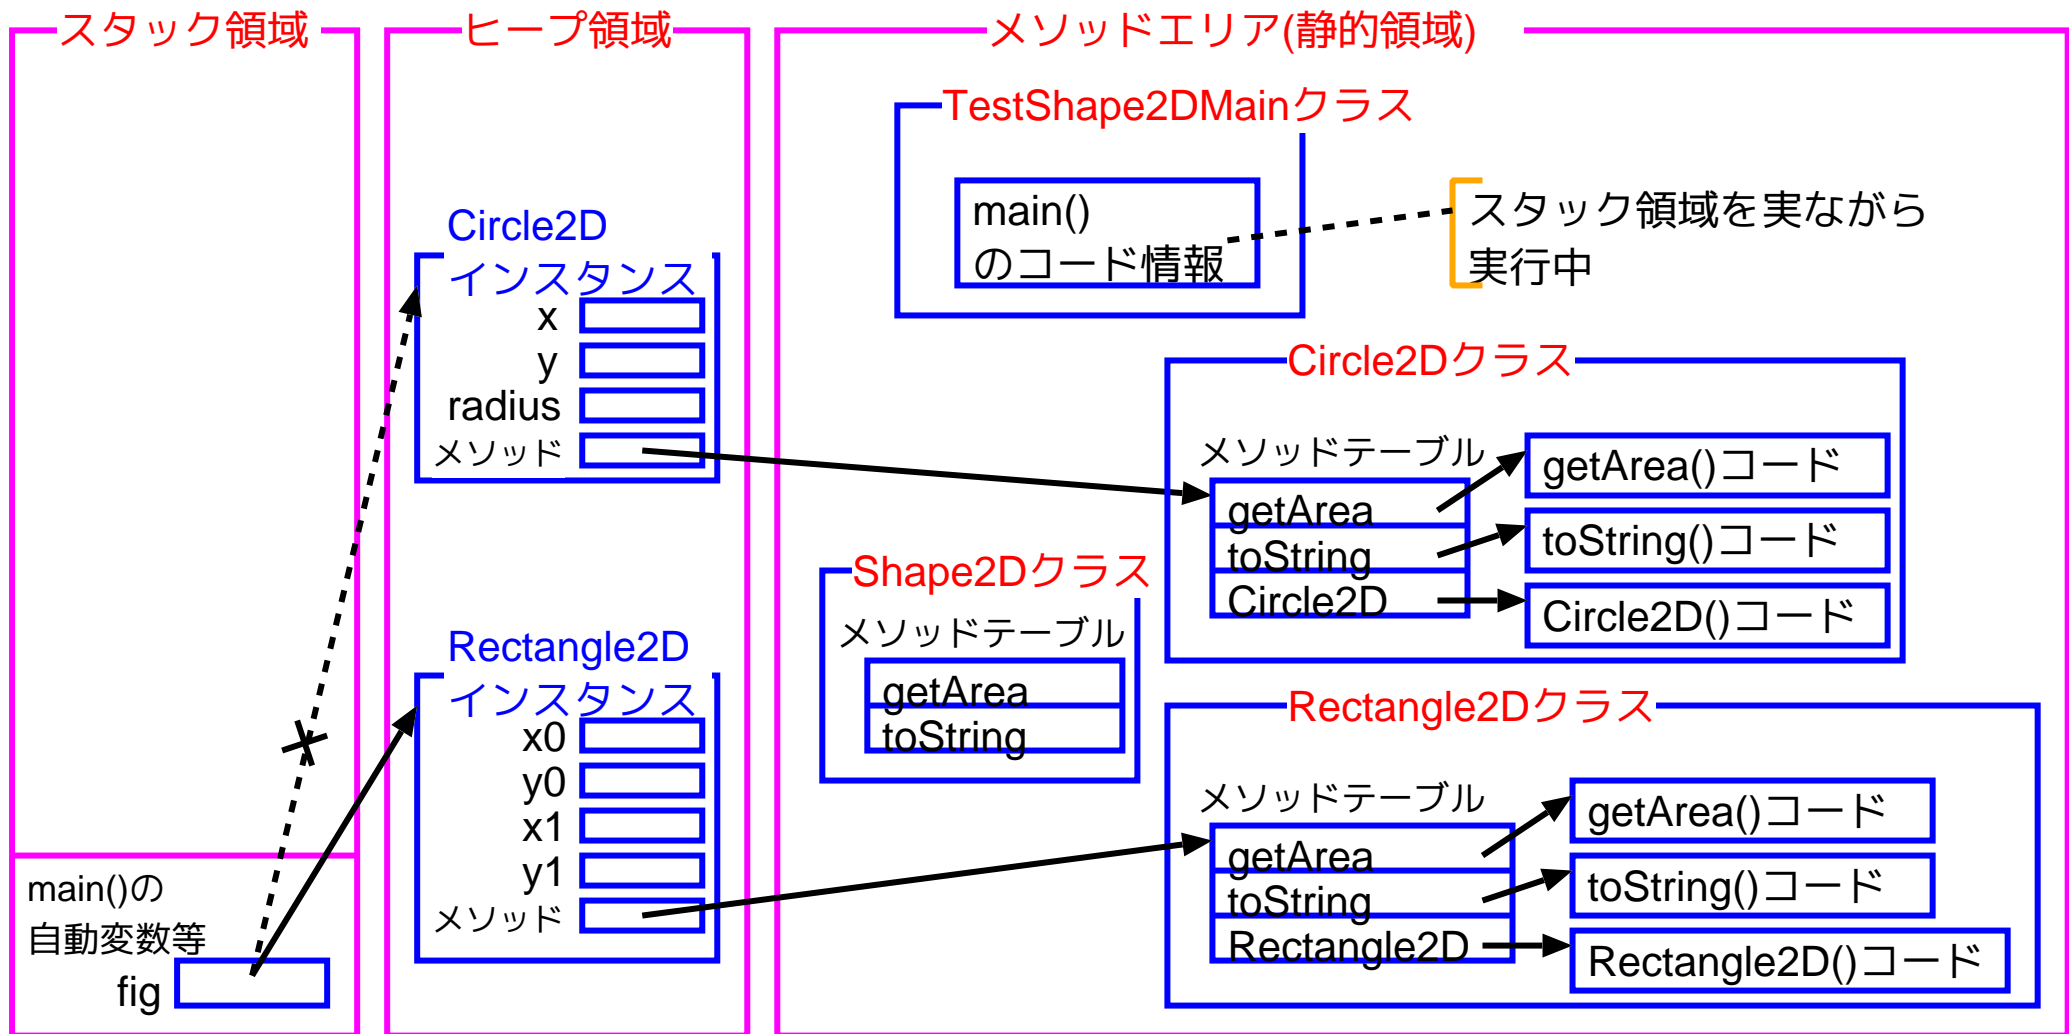 スタック領域
ヒープ領域
メソッドエリア(静的領域)
TestShape2DMainクラス
main()
のコード情報
スタック領域を実ながら
実行中
Circle2D
インスタンス
x
y
radius
メソッド
Circle2Dクラス
メソッドテーブル
getArea
toString
Circle2D
getArea()コード
toString()コード
Circle2D()コード
Shape2Dクラス
メソッドテーブル
getArea
toString
Rectangle2D
インスタンス
x0
y0
x1
y1
メソッド
Rectangle2Dクラス
メソッドテーブル
getArea
toString
Rectangle2D
getArea()コード
toString()コード
Rectangle2D()コード
main()の
自動変数等
fig